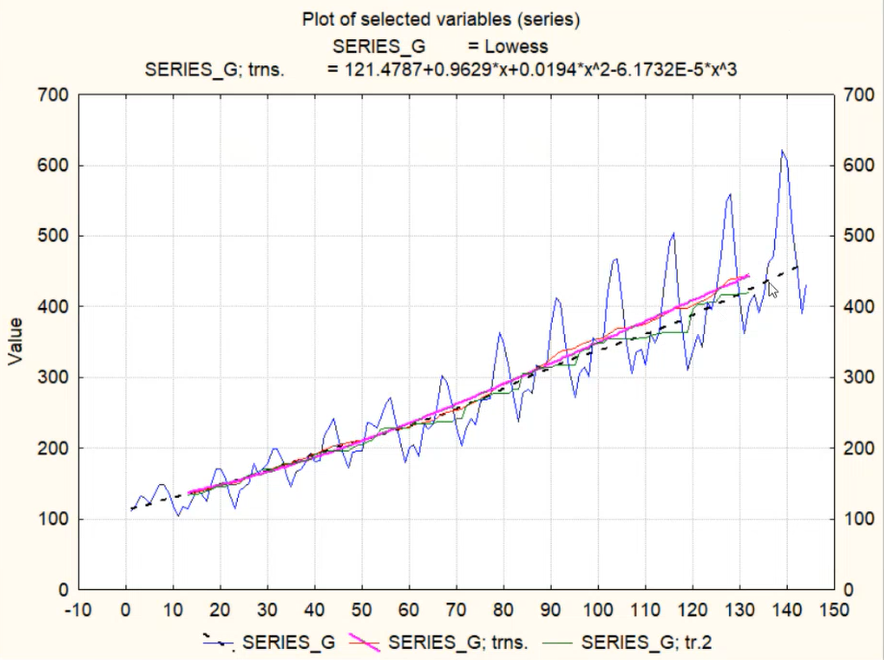 Plot of selected variables (series)
SERIES_G = Lowess
SERIES_G; trns. = 121.4787+0.9629*x+0.0194*x^2-6.1732E-5*x^3
700 700
600 600
500 500
400 400
300 300
200 200
100 100
0 0
Value
-10 0 10 20 30 40 50 60 70 80 90 100 110 120 130 140 150
SERIES_G SERIES_G; trns. SERIES_G; tr.2